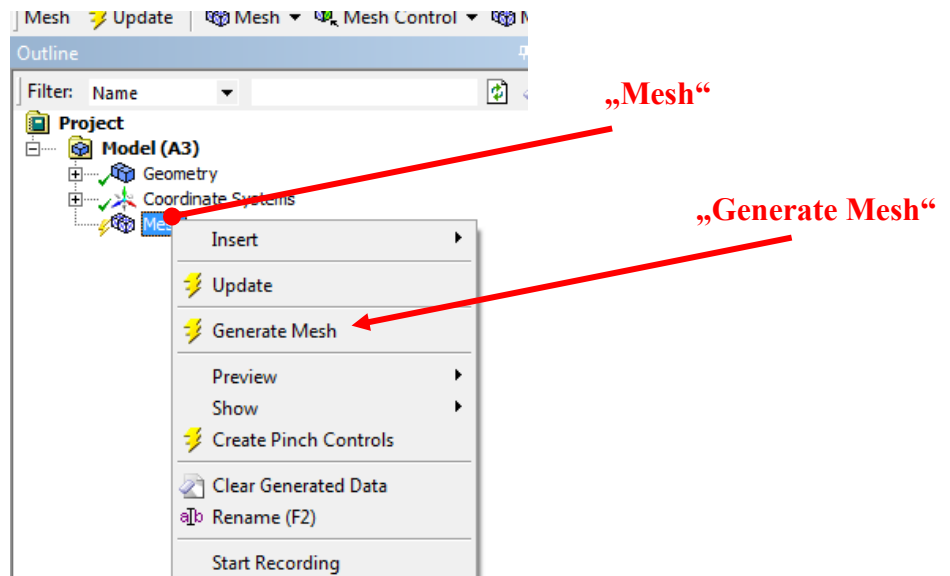 Mesh Update Mesh Mesh Control
Outline
Filter: Name
„Mesh“
Project
Model (A3)
Geometry
Coordinate Systems
„Generate Mesh“
Insert
Update
Generate Mesh
Preview
Show
Create Pinch Controls
Clear Generated Data
Rename (F2)
Start Recording